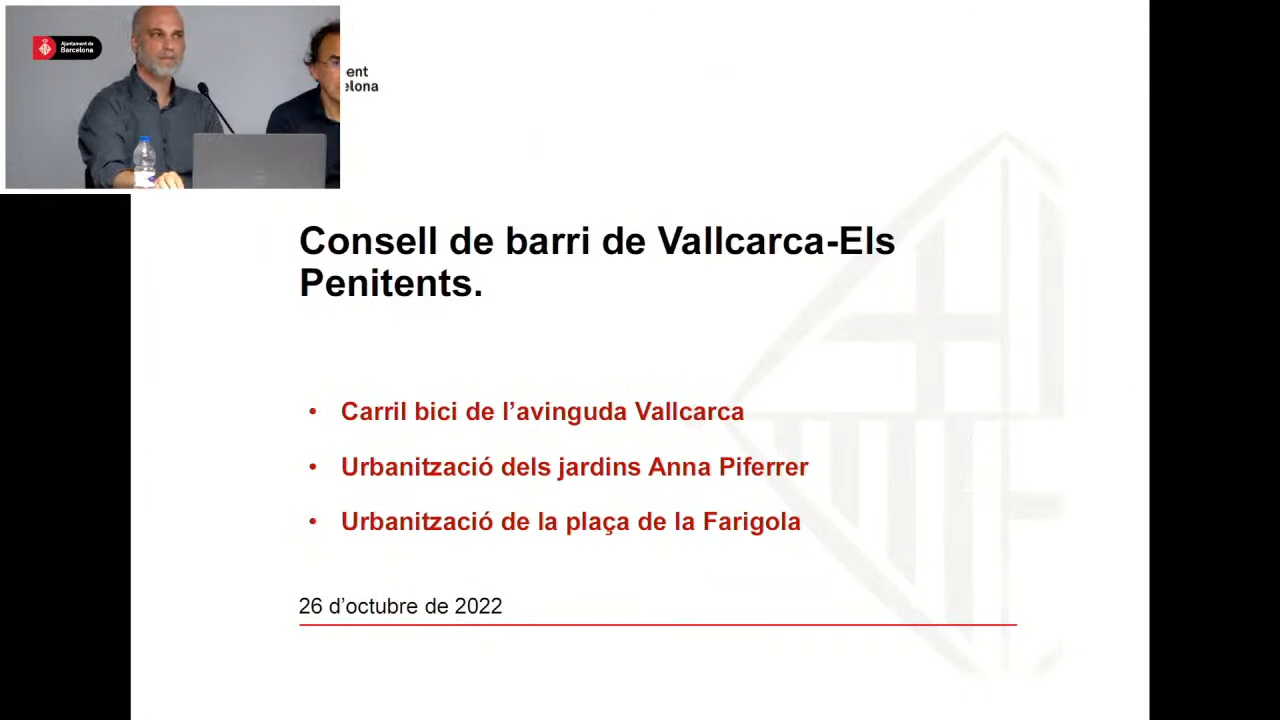 Ajuntament de
Barcelona
ent
elona
Consell de barri de Vallcarca-Els
Penitents.
• Carril bici de l’avinguda Vallcarca
• Urbanització dels jardins Anna Piferrer
• Urbanització de la plaça de la Farigola
26 d’octubre de 2022